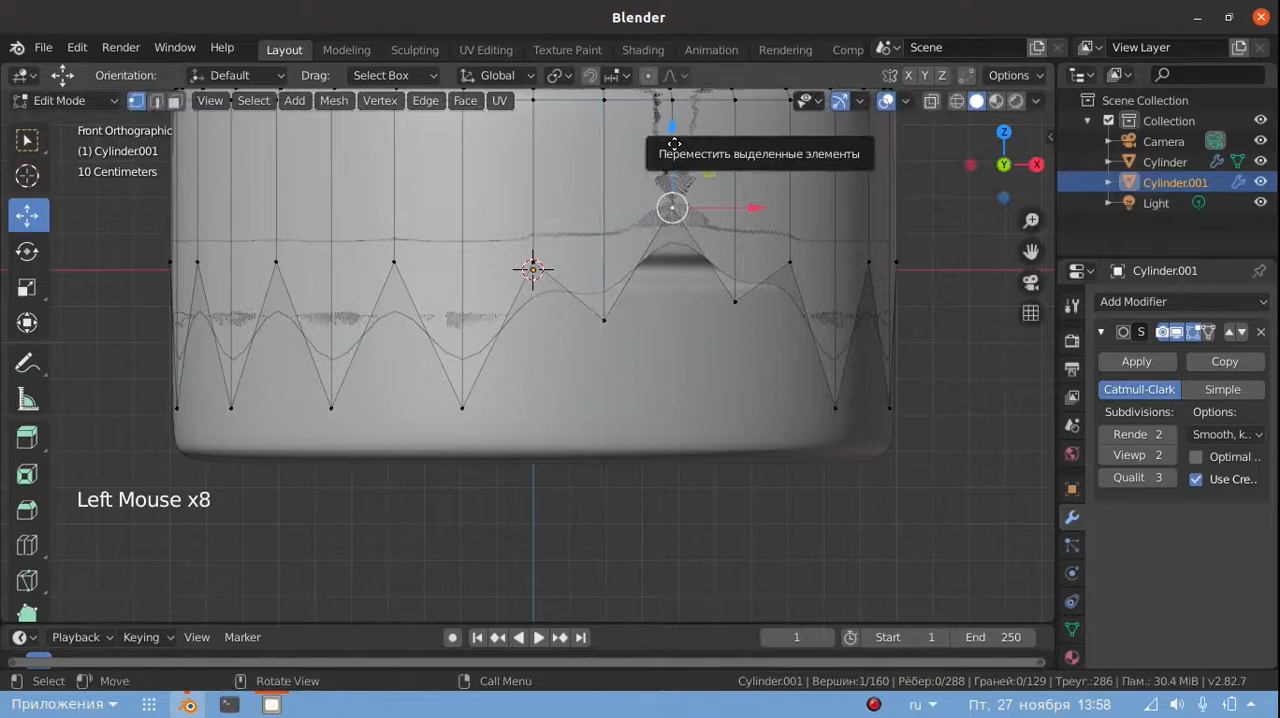 Blender
File Edit Render Window Help Layout Modeling Sculpting UV Editing Texture Paint Shading Animation Rendering Comp Scene View Layer
Orientation: Default Drag: Select Box Global X Y Z Options
Edit Mode View Select Add Mesh Vertex Edge Face UV
Scene Collection
Collection
Camera
Cylinder
Cylinder.001
Light
Front Orthographic
(1) Cylinder.001
10 Centimeters
Переместить выделенные элементы
Z
Y
X
Left Mouse x8
Cylinder.001
Add Modifier
S
Apply Copy
Catmull-Clark Simple
Subdivisions: Options:
Rende 2 Smooth, k..
Viewp 2 Optimal ..
Qualit 3 Use Cre..
Playback Keying View Marker 1 Start 1 End 250
Select Move Rotate View Call Menu Cylinder.001 | Вершин:1/160 | Рёбер:0/288 | Граней:0/129 | Треуг.:286 | Пам.: 30.4 MiB | v2.82.7
Приложения ru Пт, 27 ноября 13:58